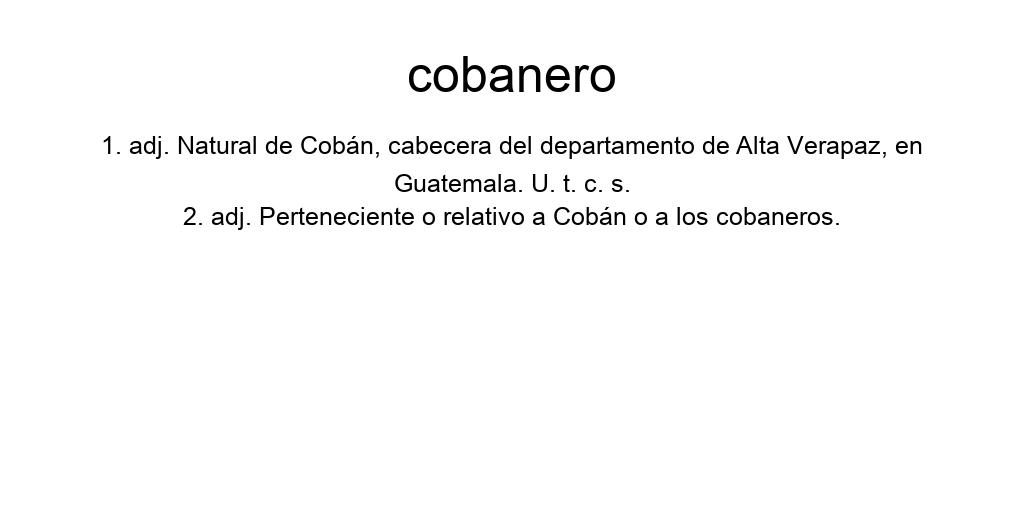 cobanero
1. adj. Natural de Cobán, cabecera del departamento de Alta Verapaz, en
Guatemala. U. t. c. s.
2. adj. Perteneciente o relativo a Cobán o a los cobaneros.